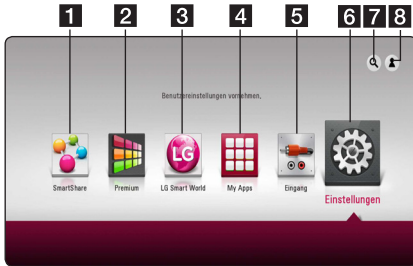 1 2 3 4 5 6 7 8
Benutzereinstellungen vornehmen.
LG
SmartShare Premium LG Smart World My Apps Eingang Einstellungen